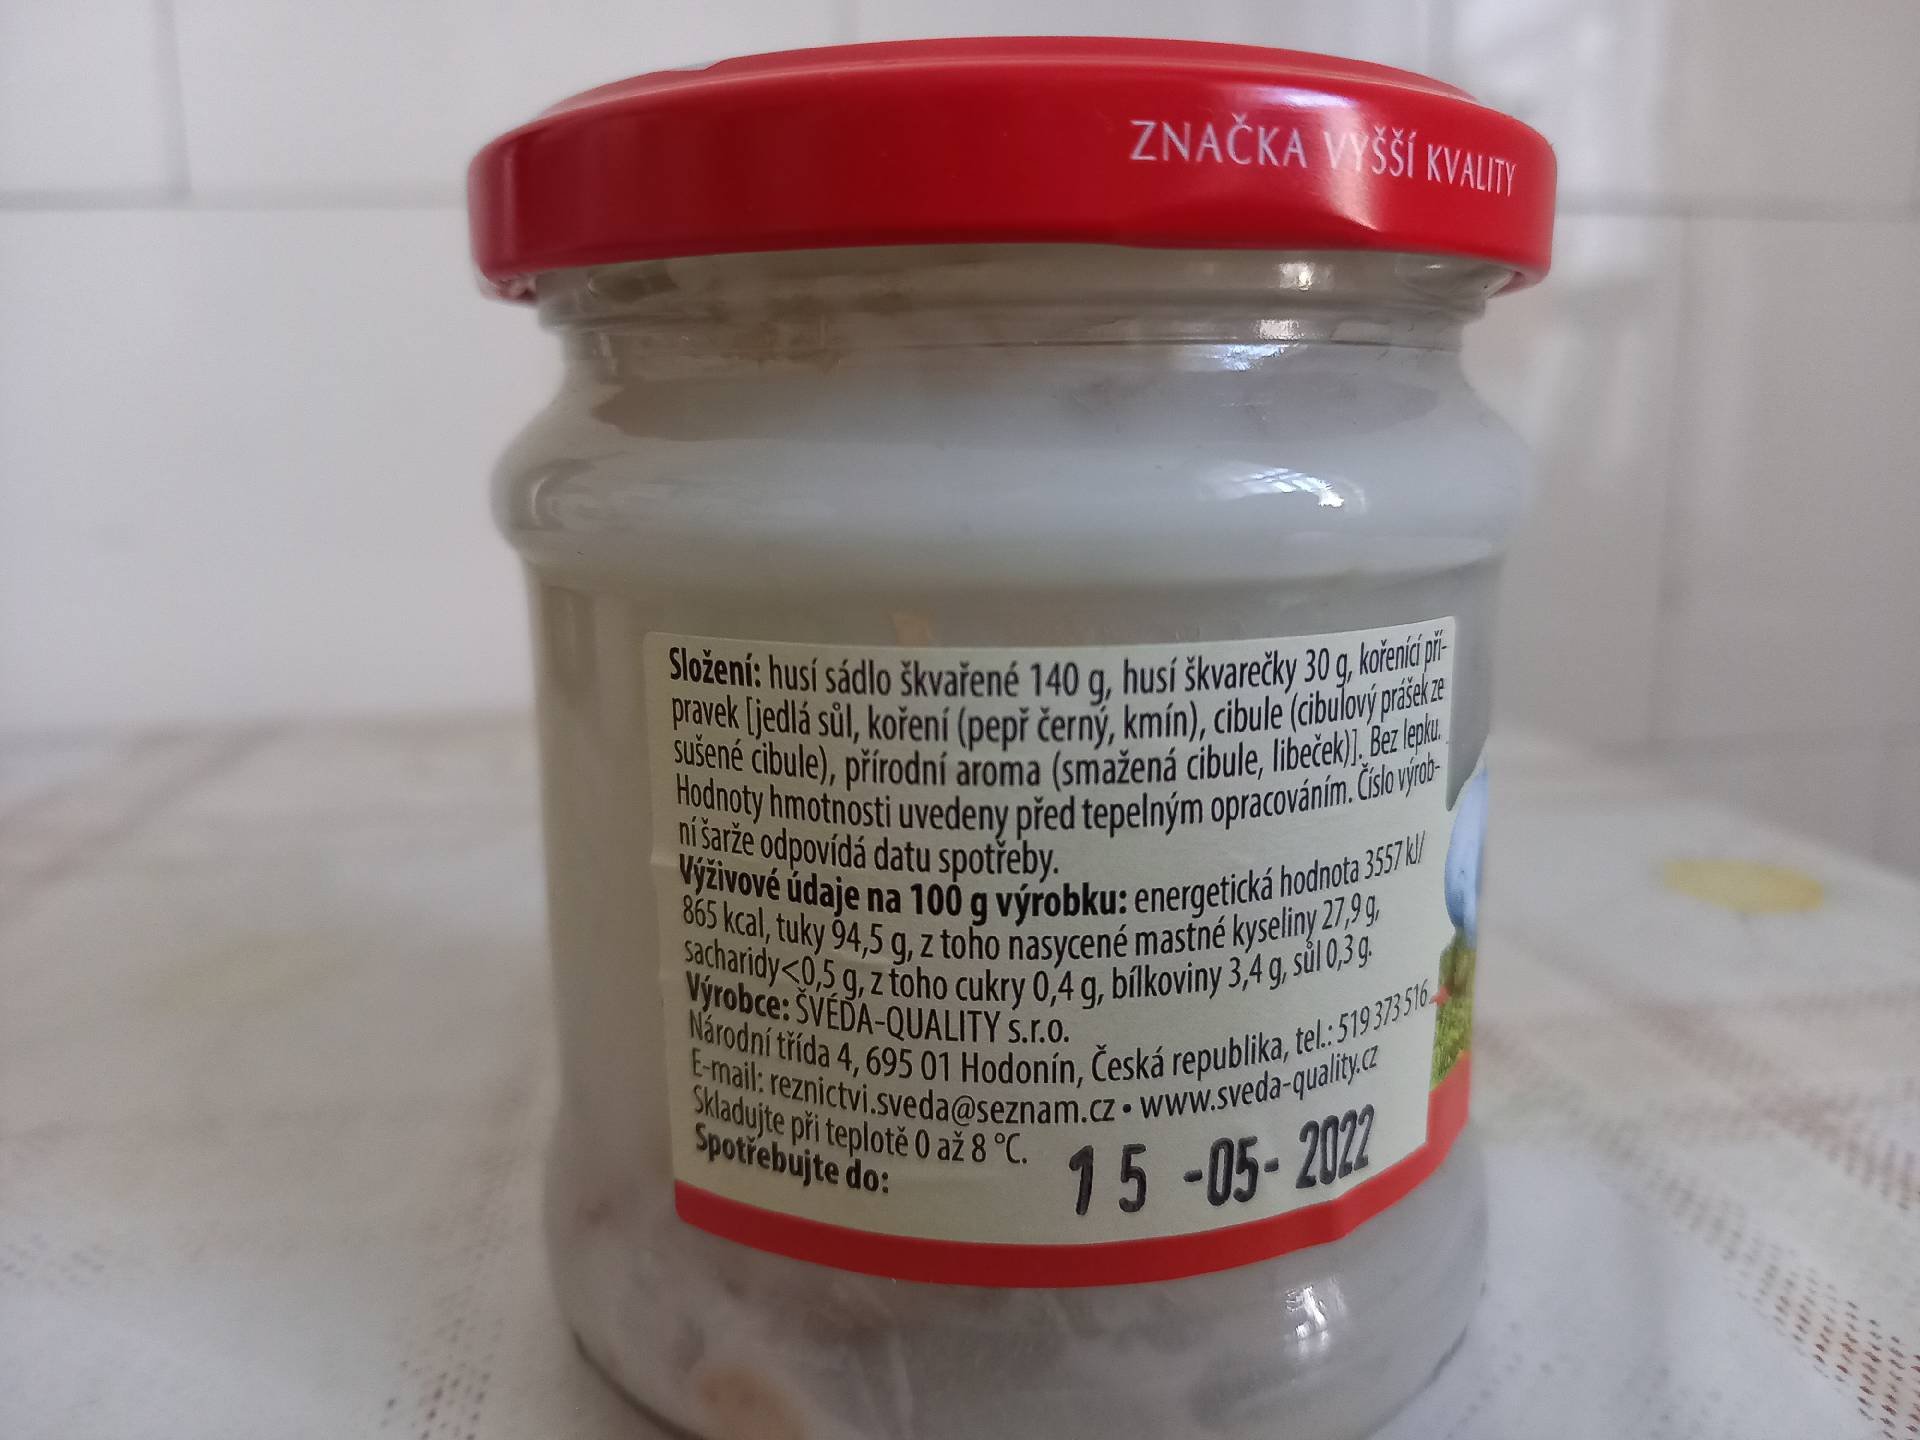 ZNAČKA VYŠŠÍ KVALITY
Složení: husí sádlo škvařené 140 g, husí škvarečky 30 g, kořenící pří-
pravek [jedlá sůl, koření (pepř černý, kmín), cibule (cibulový prášek ze
sušené cibule), přírodní aroma (smažená cibule, libeček)]. Bez lepku.
Hodnoty hmotnosti uvedeny před tepelným opracováním. Číslo výrob-
ní šarže odpovídá datu spotřeby.
Výživové údaje na 100 g výrobku: energetická hodnota 3557 kJ/
865 kcal, tuky 94,5 g, z toho nasycené mastné kyseliny 27,9 g,
sacharidy<0,5 g, z toho cukry 0,4 g, bílkoviny 3,4 g, sůl 0,3 g.
Výrobce: ŠVÉDA-QUALITY s.r.o.
Národní třída 4, 695 01 Hodonín, Česká republika, tel.: 519 373 516
E-mail: reznictvi.sveda@seznam.cz • www.sveda-quality.cz
Skladujte při teplotě 0 až 8 °C.
Spotřebujte do: 15 -05- 2022